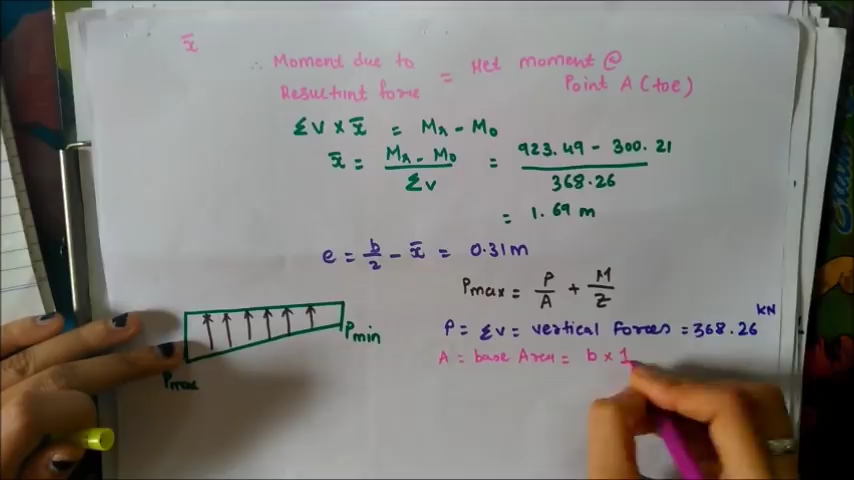 x̄
∴ Moment due to Resultint force = Net moment @ Point A (toe)
ΣV × x̄ = MR - MO
x̄ = MR - MO / ΣV = 923.49 - 300.21 / 368.26
= 1.69 m
e = b/2 - x̄ = 0.31m
Pmax = P/A + M/Z
P = ΣV = vertical forces = 368.26 kN
A = base Area = b × 1
Pmin
Pmax